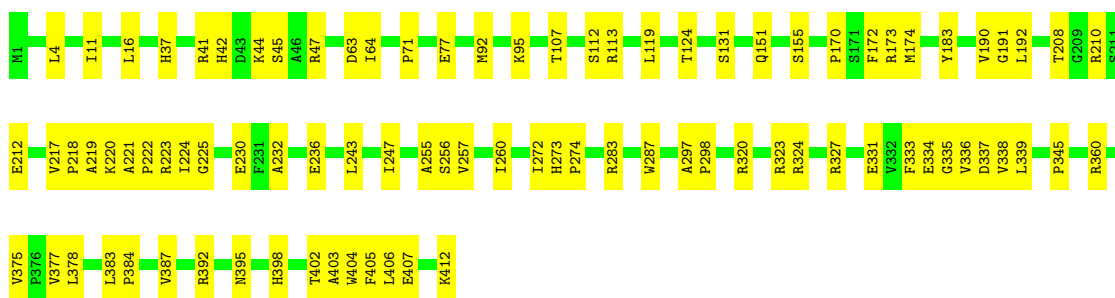 M1 L4 I11 L16 H37 R41 H42 D43 K44 S45 A46 R47 D63 I64 P71 E77 M92 K95 T107 S112 R113 L119 T124 S131 Q151 S155 P170 S171 F172 R173 M174 Y183 V190 G191 L192 T208 G209 R210 S211
E212 V217 P218 A219 K220 A221 P222 R223 I224 G225 E230 F231 A232 E236 L243 I247 A255 S256 V257 I260 I272 H273 P274 R283 W287 A297 P298 R320 R323 R324 R327 E331 V332 F333 E334 G335 V336 D337 V338 L339 P345 R360
V375 P376 V377 L378 L383 P384 V387 R392 N395 H398 T402 A403 W404 F405 L406 E407 K412